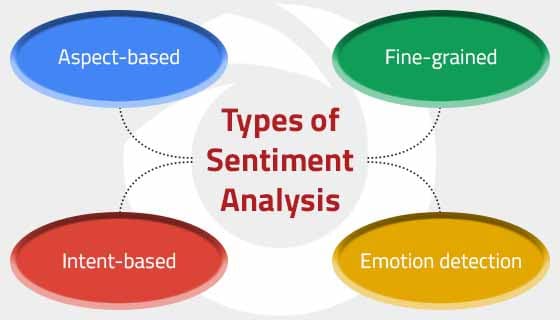 Aspect-based
Fine-grained
Types of
Sentiment
Analysis
Intent-based
Emotion detection